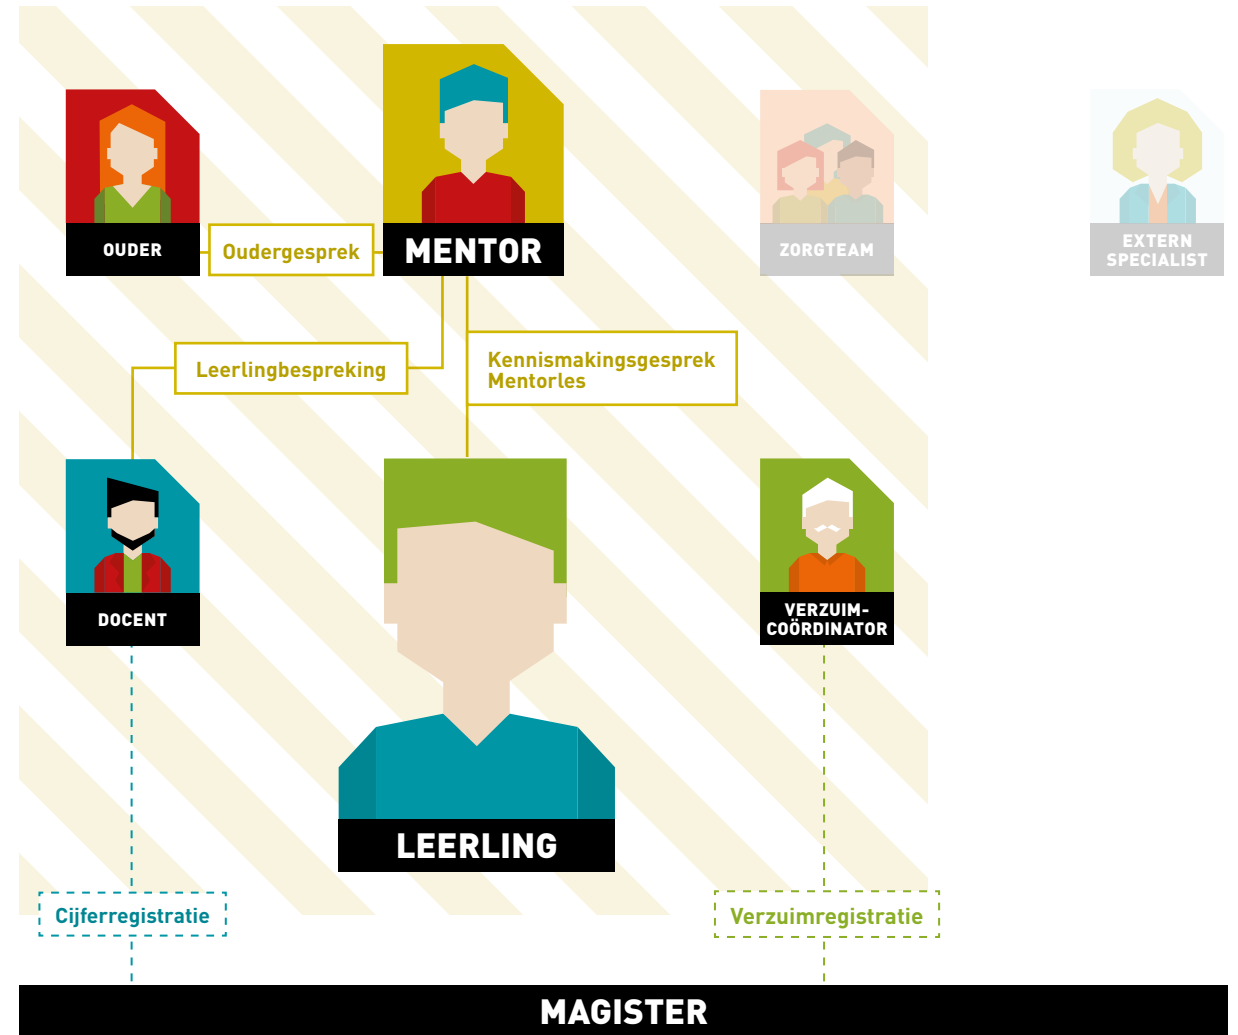 OUDER
Oudergesprek
MENTOR
ZORGTEAM
EXTERN
SPECIALIST
Leerlingbespreking
Kennismakingsgesprek
Mentorles
DOCENT
VERZUIM-
COÖRDINATOR
LEERLING
Cijferregistratie
Verzuimregistratie
MAGISTER